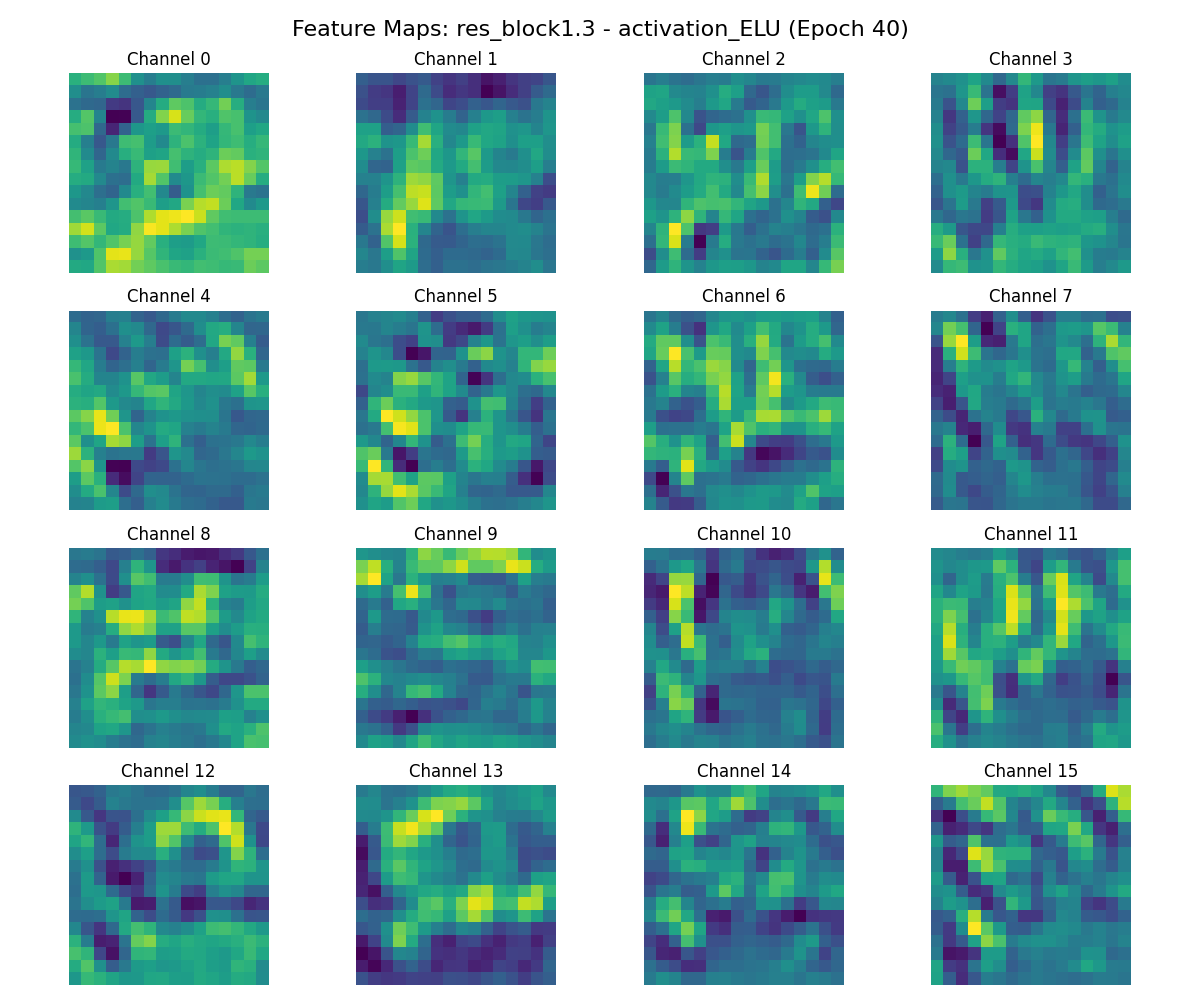 Feature Maps: res_block1.3 - activation_ELU (Epoch 40)
Channel 0
Channel 1
Channel 2
Channel 3
Channel 4
Channel 5
Channel 6
Channel 7
Channel 8
Channel 9
Channel 10
Channel 11
Channel 12
Channel 13
Channel 14
Channel 15